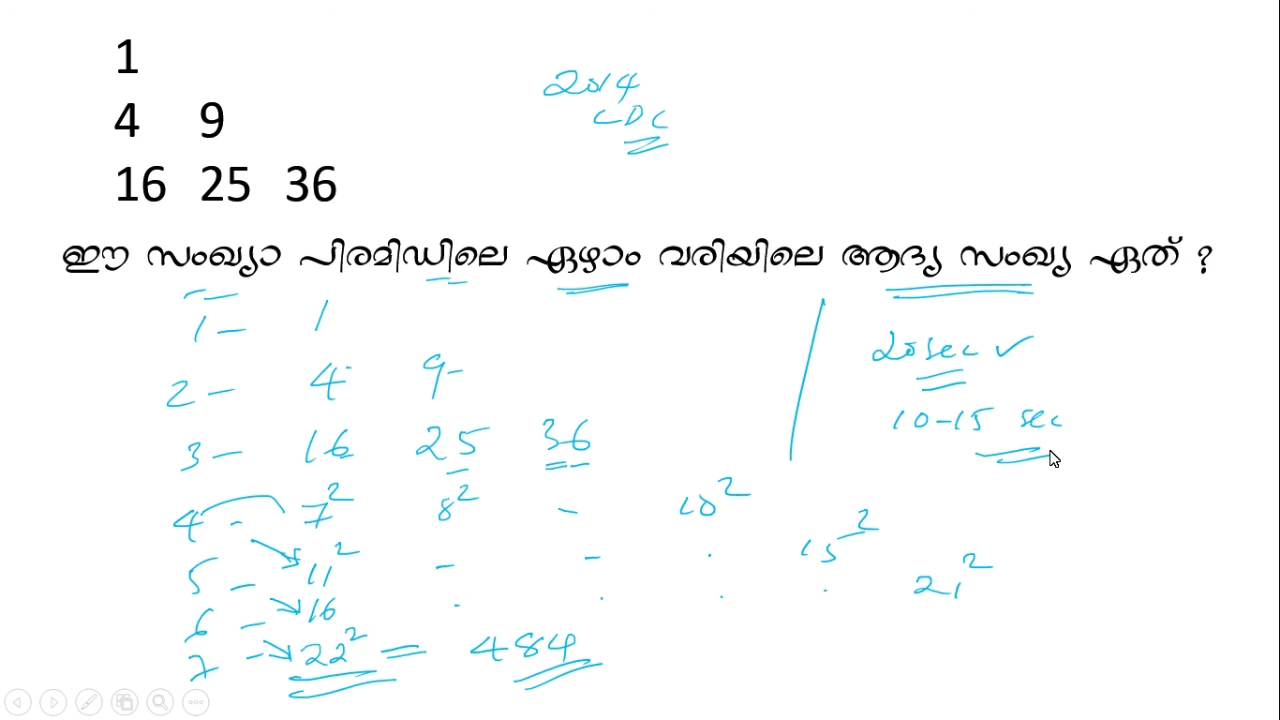 1
4 9
16 25 36
2014
LDC
ഈ സംഖ്യാ പിരമിഡിലെ ഏഴാം വരിയിലെ ആദ്യ സംഖ്യ ഏത് ?
1 – 1
2 – 4 9
3 – 16 25 36
4 - 7² 8² - 10²
5 – 11² - - . 15²
6 – 16 . . . . 21²
7 – 22² = 484
20 sec ✓
10-15 sec